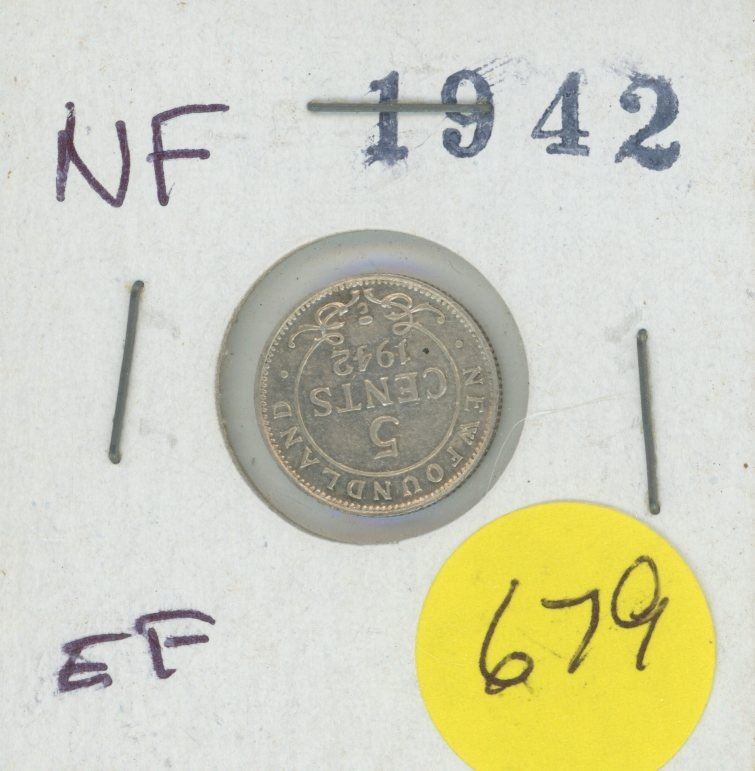 NF 1942
NEWFOUNDLAND
5
CENTS
1942
C
EF
679